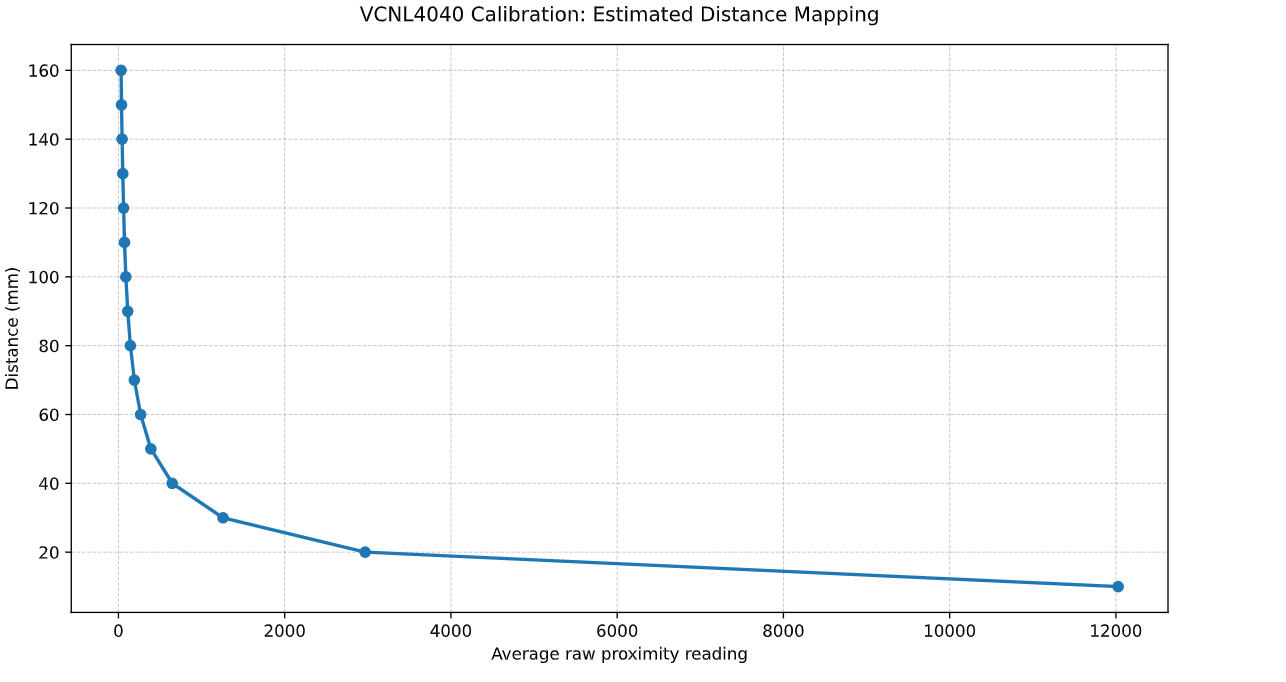 VCNL4040 Calibration: Estimated Distance Mapping
Distance (mm)
160
140
120
100
80
60
40
20
0 2000 4000 6000 8000 10000 12000
Average raw proximity reading